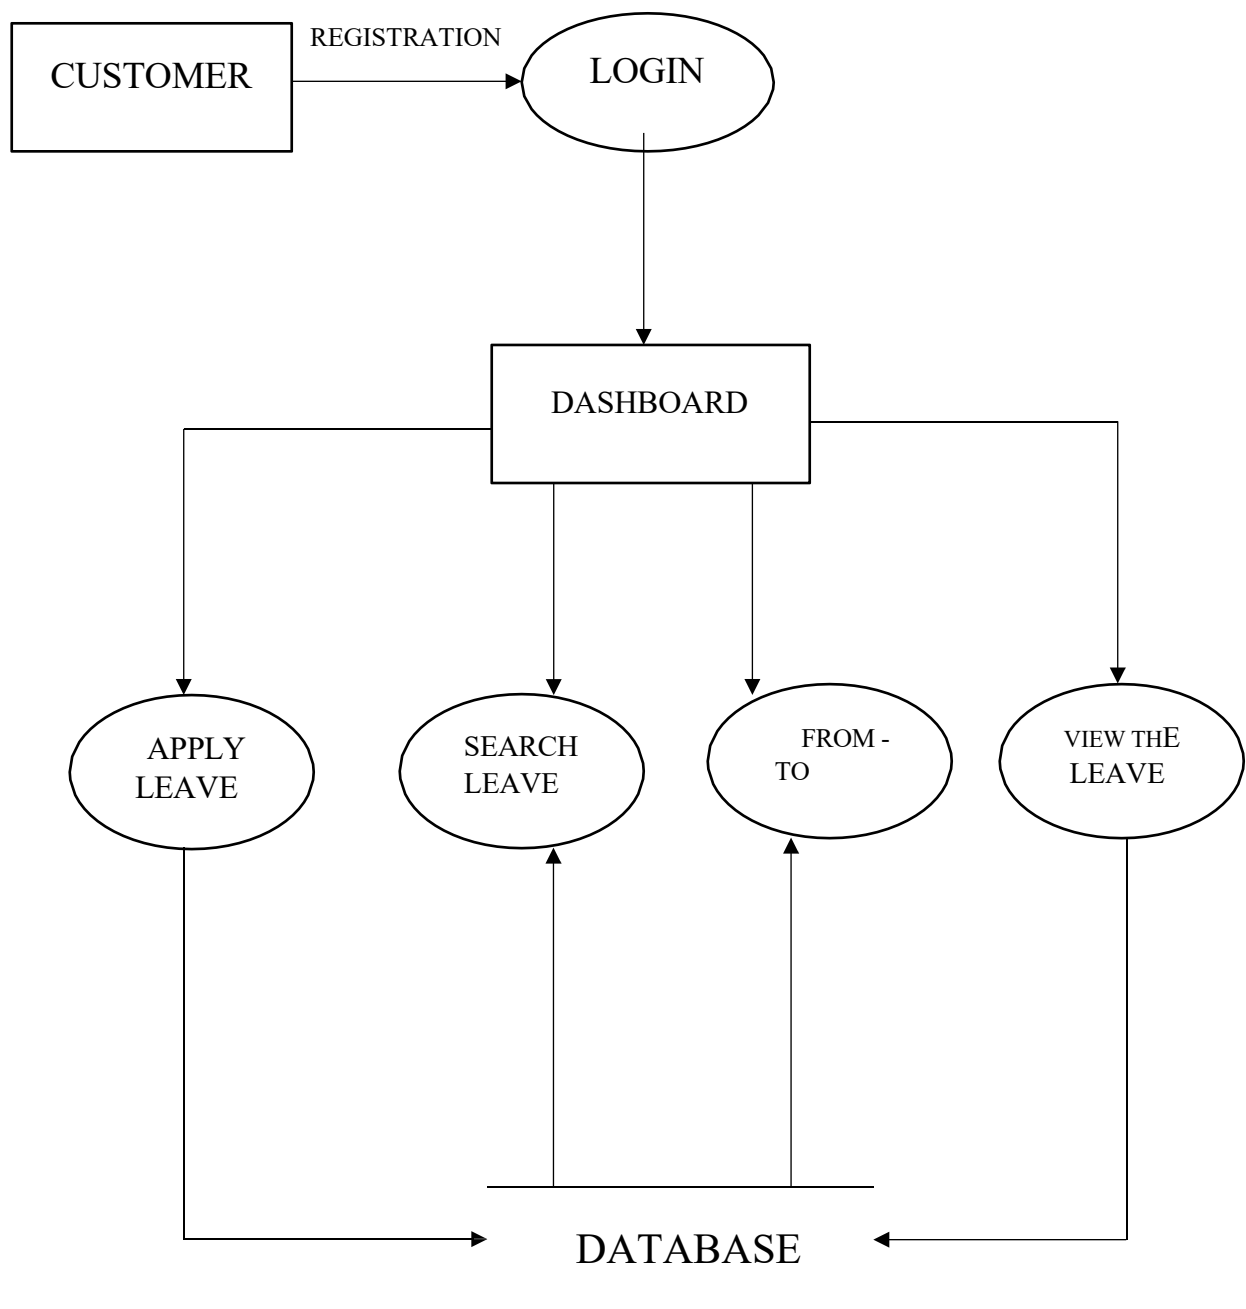 REGISTRATION
CUSTOMER
LOGIN
DASHBOARD
APPLY
LEAVE
SEARCH
LEAVE
FROM -
TO
VIEW THE
LEAVE
DATABASE